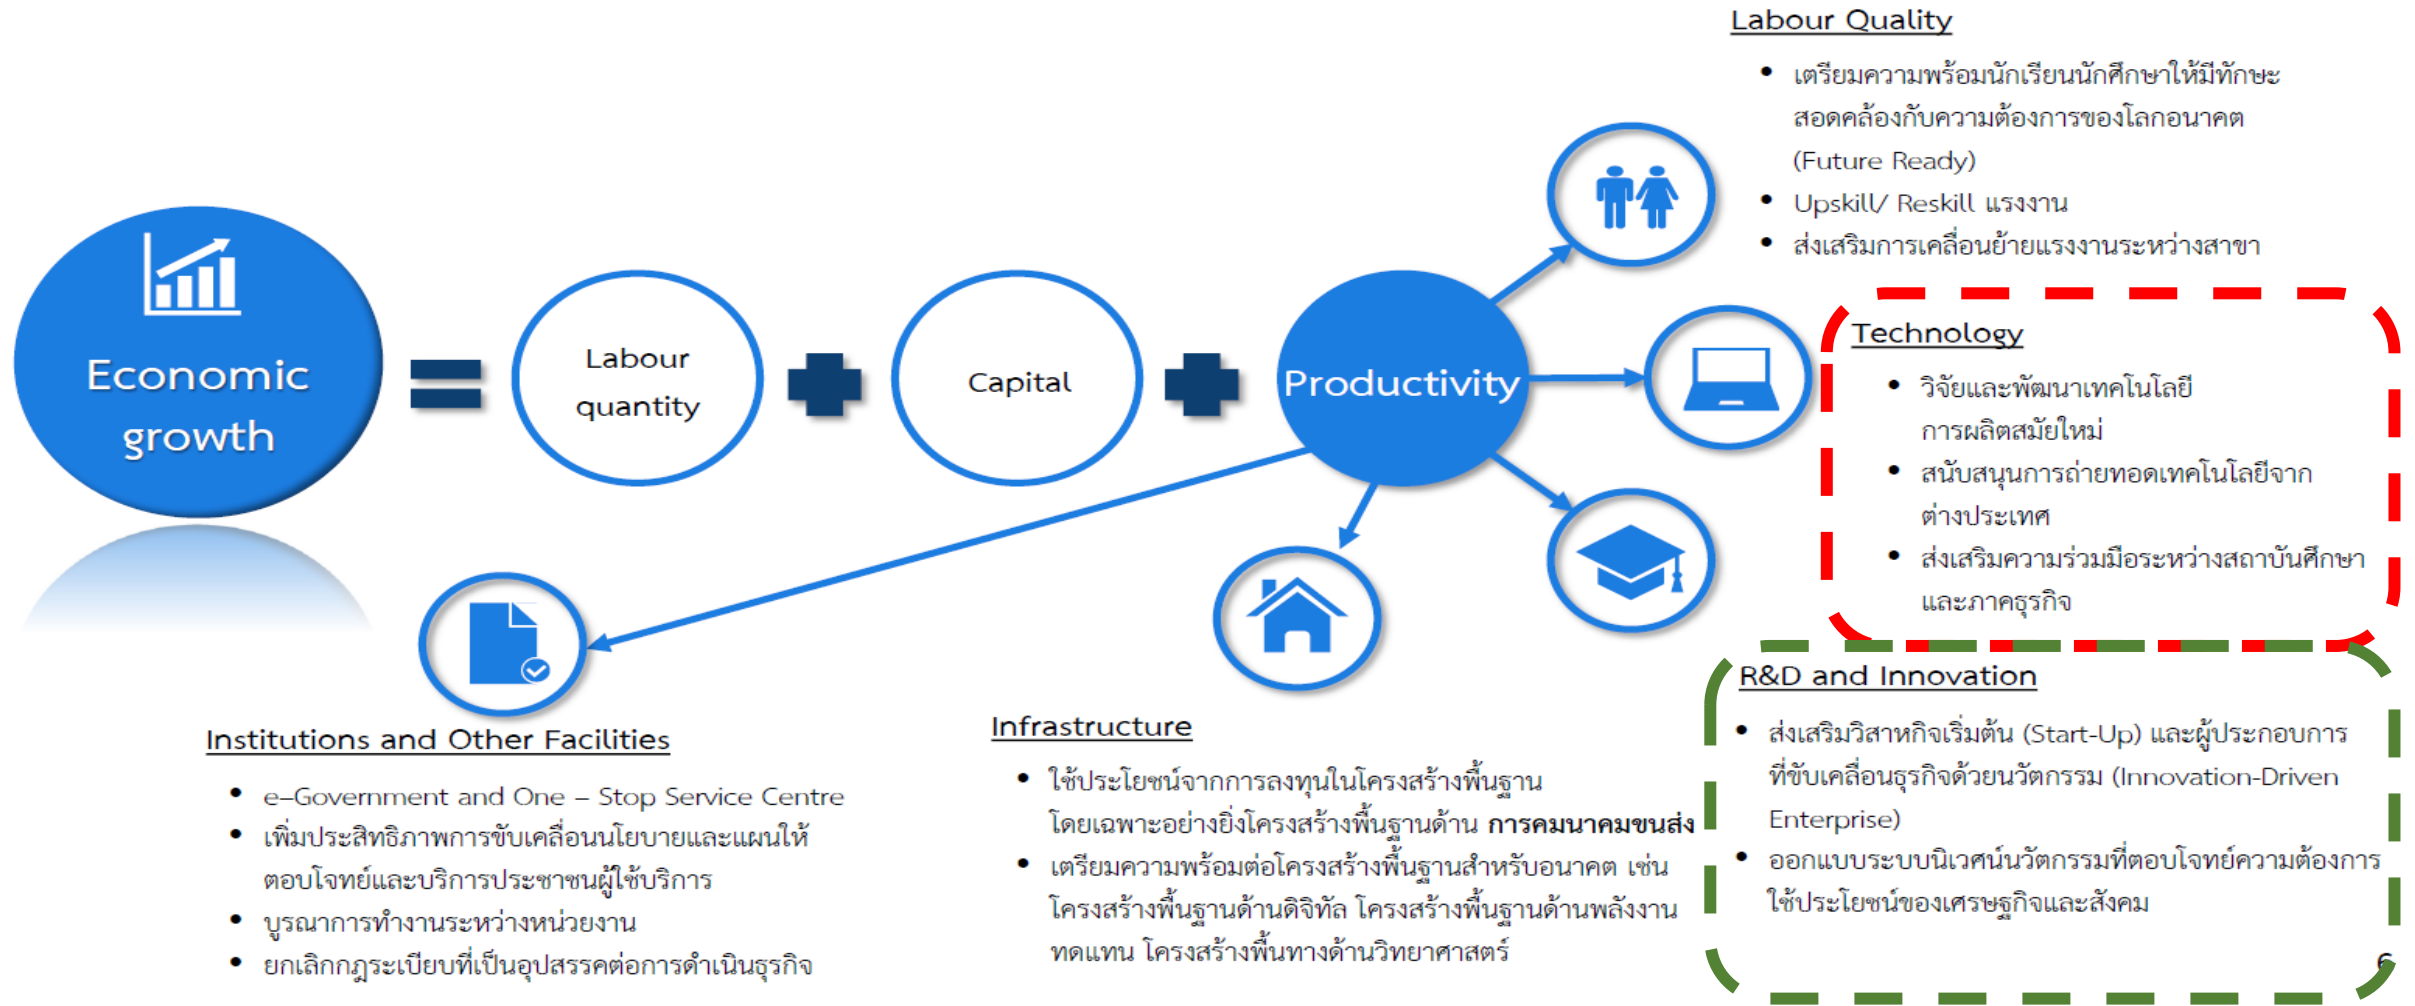 Economic
growth
Labour
quantity
Capital
Productivity
Labour Quality
• เตรียมความพร้อมนักเรียนนักศึกษาให้มีทักษะ
สอดคล้องกับความต้องการของโลกอนาคต
(Future Ready)
• Upskill/ Reskill แรงงาน
• ส่งเสริมการเคลื่อนย้ายแรงงานระหว่างสาขา
Technology
• วิจัยและพัฒนาเทคโนโลยี
การผลิตสมัยใหม่
• สนับสนุนการถ่ายทอดเทคโนโลยีจาก
ต่างประเทศ
• ส่งเสริมความร่วมมือระหว่างสถาบันศึกษา
และภาคธุรกิจ
R&D and Innovation
• ส่งเสริมวิสาหกิจเริ่มต้น (Start-Up) และผู้ประกอบการ
ที่ขับเคลื่อนธุรกิจด้วยนวัตกรรม (Innovation-Driven
Enterprise)
• ออกแบบระบบนิเวศน์นวัตกรรมที่ตอบโจทย์ความต้องการ
ใช้ประโยชน์ของเศรษฐกิจและสังคม
Infrastructure
• ใช้ประโยชน์จากการลงทุนในโครงสร้างพื้นฐาน
โดยเฉพาะอย่างยิ่งโครงสร้างพื้นฐานด้าน การคมนาคมขนส่ง
• เตรียมความพร้อมต่อโครงสร้างพื้นฐานสำหรับอนาคต เช่น
โครงสร้างพื้นฐานด้านดิจิทัล โครงสร้างพื้นฐานด้านพลังงาน
ทดแทน โครงสร้างพื้นทางด้านวิทยาศาสตร์
Institutions and Other Facilities
• e–Government and One – Stop Service Centre
• เพิ่มประสิทธิภาพการขับเคลื่อนนโยบายและแผนให้
ตอบโจทย์และบริการประชาชนผู้ใช้บริการ
• บูรณาการทำงานระหว่างหน่วยงาน
• ยกเลิกกฎระเบียบที่เป็นอุปสรรคต่อการดำเนินธุรกิจ
6